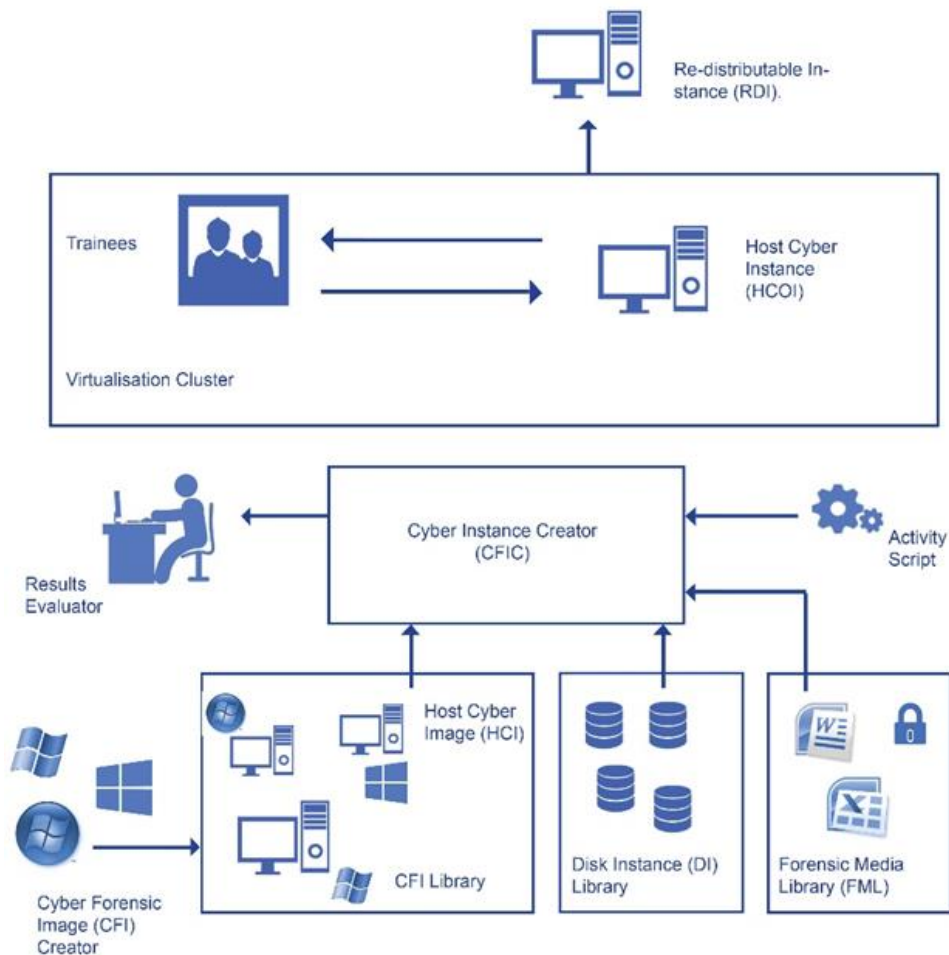 Re-distributable In-
stance (RDI).
Trainees
Host Cyber
Instance
(HCOI)
Virtualisation Cluster
Cyber Instance Creator
(CFIC)
Activity
Script
Results
Evaluator
Host Cyber
Image (HCI)
CFI Library
Disk Instance (DI)
Library
Forensic Media
Library (FML)
Cyber Forensic
Image (CFI)
Creator
W
X